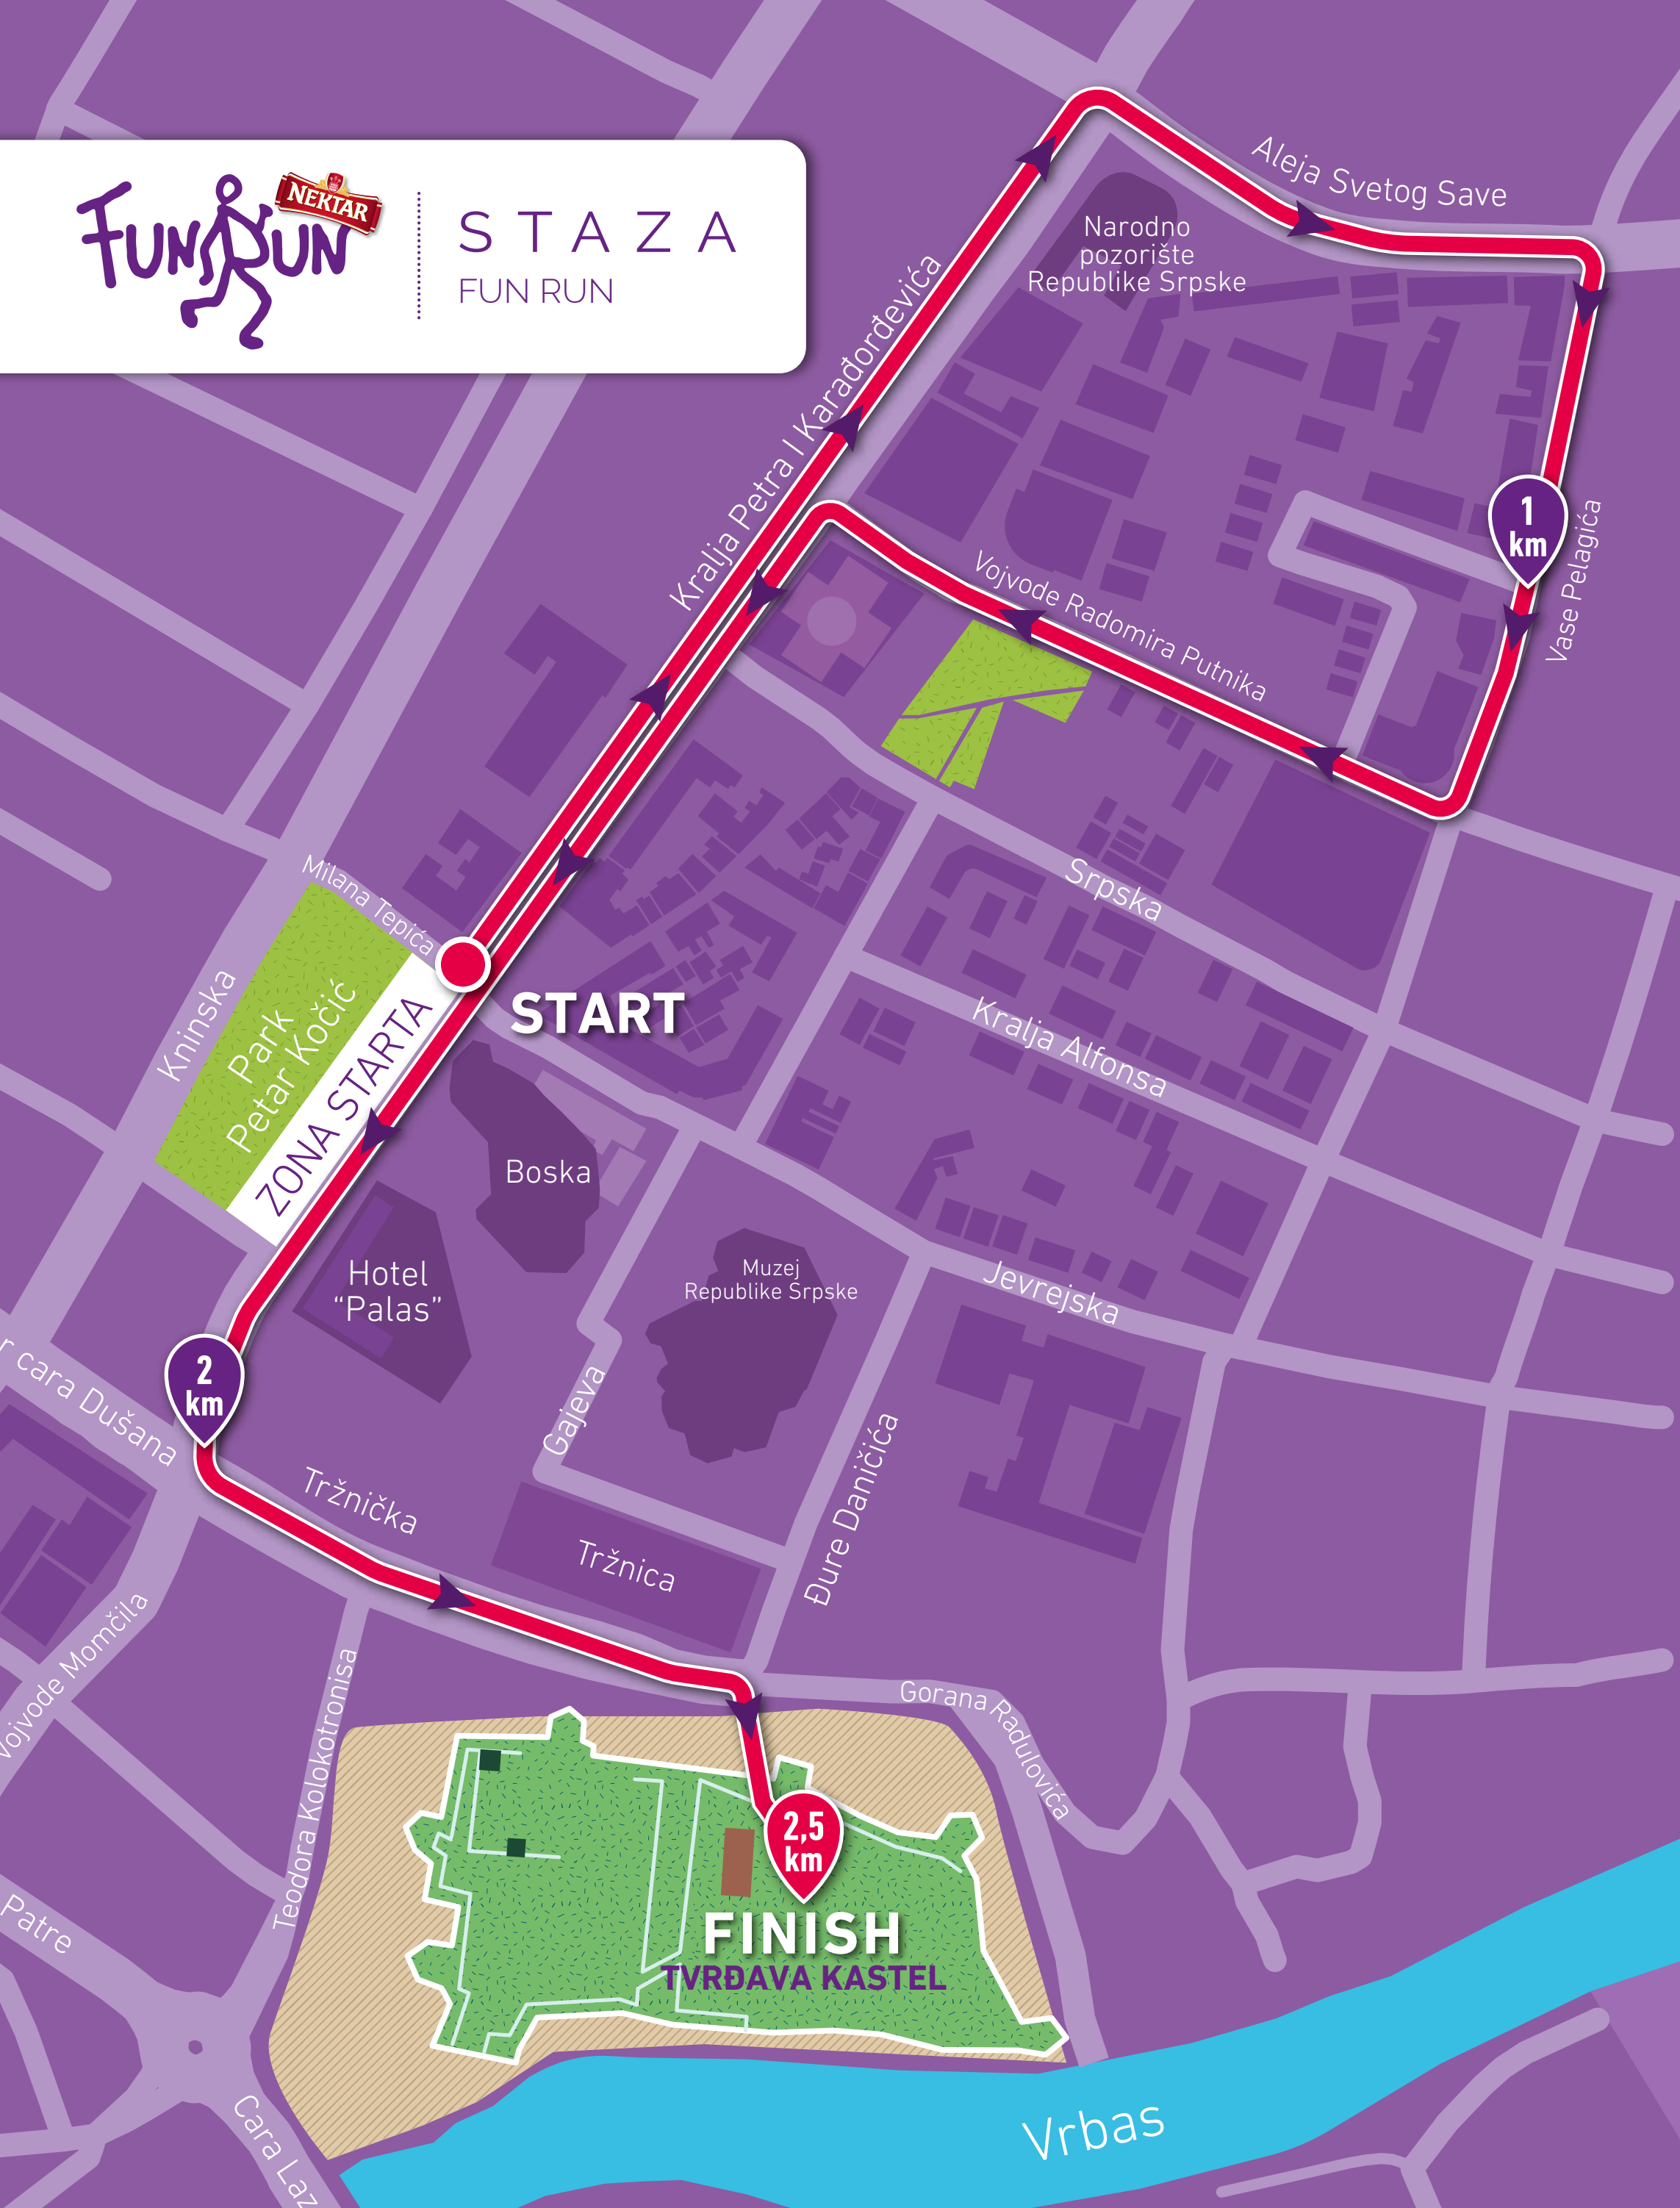 FUN RUN
NEKTAR
STAZA
FUN RUN
Aleja Svetog Save
Narodno
pozorište
Republike Srpske
Kralja Petra I Karađorđevića
1
km
Vase Pelagića
Vojvode Radomira Putnika
Srpska
Milana Tepića
START
Kninska
Park
Petar Kočić
ZONA STARTA
Kralja Alfonsa
Boska
Hotel
“Palas”
Muzej
Republike Srpske
Jevrejska
2
km
r cara Dušana
Gajeva
Tržnička
Tržnica
Đure Daničića
Vojvode Momčila
Teodora Kolokotronisa
Gorana Radulovića
2,5
km
FINISH
TVRĐAVA KASTEL
Patre
Cara Laz
Vrbas